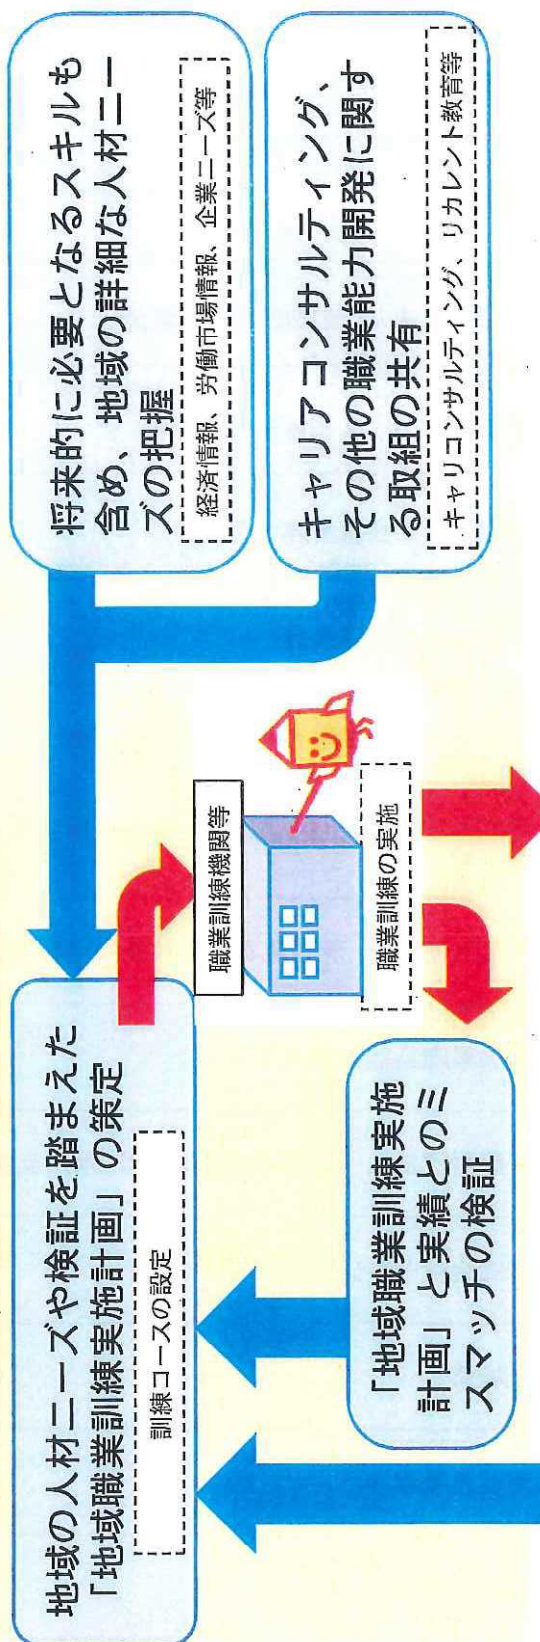 地域の人材ニーズや検証を踏まえた
「地域職業訓練実施計画」の策定
訓練コースの設定
将来的に必要となるスキルも
含め、地域の詳細な人材ニー
ズの把握
経済情報、労働市場情報、企業ニーズ等
キャリアコンサルティング、
その他の職業能力開発に関す
る取組の共有
キャリコンサルティング、リカレント教育等
職業訓練機関等
職業訓練の実施
「地域職業訓練実施
計画」と実績とのミ
スマッチの検証